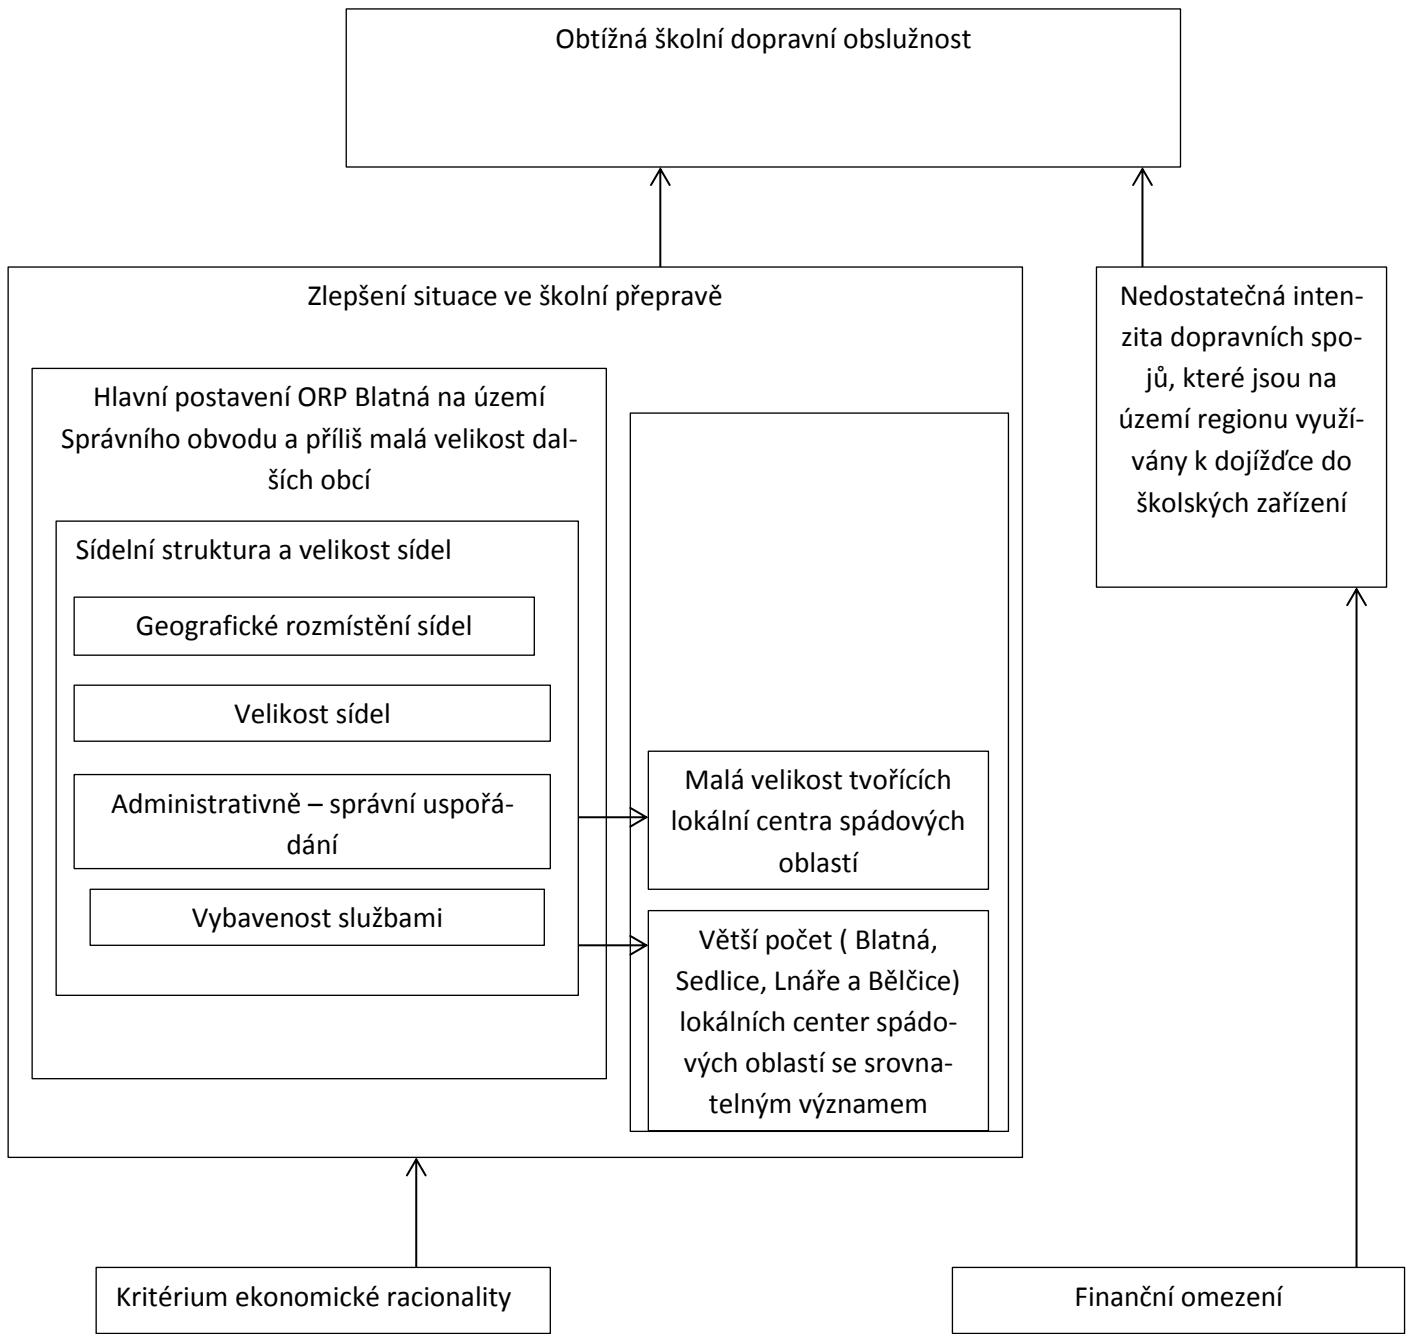 Obtížná školní dopravní obslužnost
Zlepšení situace ve školní přepravě
Hlavní postavení ORP Blatná na území
Správního obvodu a příliš malá velikost dal-
ších obcí
Sídelní struktura a velikost sídel
Geografické rozmístění sídel
Velikost sídel
Administrativně – správní uspořá-
dání
Vybavenost službami
Malá velikost tvořících
lokální centra spádových
oblastí
Větší počet ( Blatná,
Sedlice, Lnáře a Bělčice)
lokálních center spádo-
vých oblastí se srovna-
telným významem
Nedostatečná inten-
zita dopravních spo-
jů, které jsou na
území regionu využí-
vány k dojížďce do
školských zařízení
Kritérium ekonomické racionality
Finanční omezení